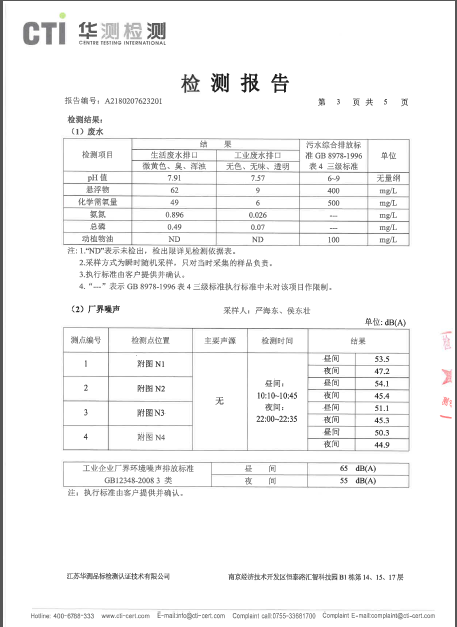 CTI 华测检测
CENTRE TESTING INTERNATIONAL
检测报告
报告编号：A2180207623201 第 3 页 共 5 页
检测结果：
（1）废水
检测项目 结 果 污水综合排放标准 GB 8978-1996 表 4 三级标准 单位
生活废水排口 工业废水排口
微黄色、臭、浑浊 无色、无味、透明
pH 值 7.91 7.57 6~9 无量纲
悬浮物 62 9 400 mg/L
化学需氧量 49 6 500 mg/L
氨氮 0.896 0.026 --- mg/L
总磷 0.49 0.07 --- mg/L
动植物油 ND ND 100 mg/L
注: 1."ND"表示未检出，检出限详见检测依据表。
2.采样方式为瞬时随机采样，只对当时采集的样品负责。
3.执行标准由客户提供并确认。
4. "---" 表示 GB 8978-1996 表 4 三级标准执行标准中未对该项目作限制。
（2）厂界噪声 采样人：严海东、侯东壮
单位: dB(A)
测点编号 检测点位置 主要声源 检测时间 结果
1 附图 N1 无 昼间： 10:10~10:45 夜间： 22:00~22:35 昼间 53.5
夜间 47.2
2 附图 N2 昼间 54.1
夜间 45.4
3 附图 N3 昼间 51.1
夜间 45.3
4 附图 N4 昼间 50.3
夜间 44.9
工业企业厂界环境噪声排放标准 昼 间 65 dB(A)
GB12348-2008 3 类 夜 间 55 dB(A)
注：执行标准由客户提供并确认。
江苏华测品标检测认证技术有限公司 南京经济技术开发区恒泰路汇智科技园 B1 栋第 14、15、17 层
Hotline: 400-6788-333 www.cti-cert.com E-mail:info@cti-cert.com Complaint call:0755-33681700 Complaint E-mail:complaint@cti-cert.com